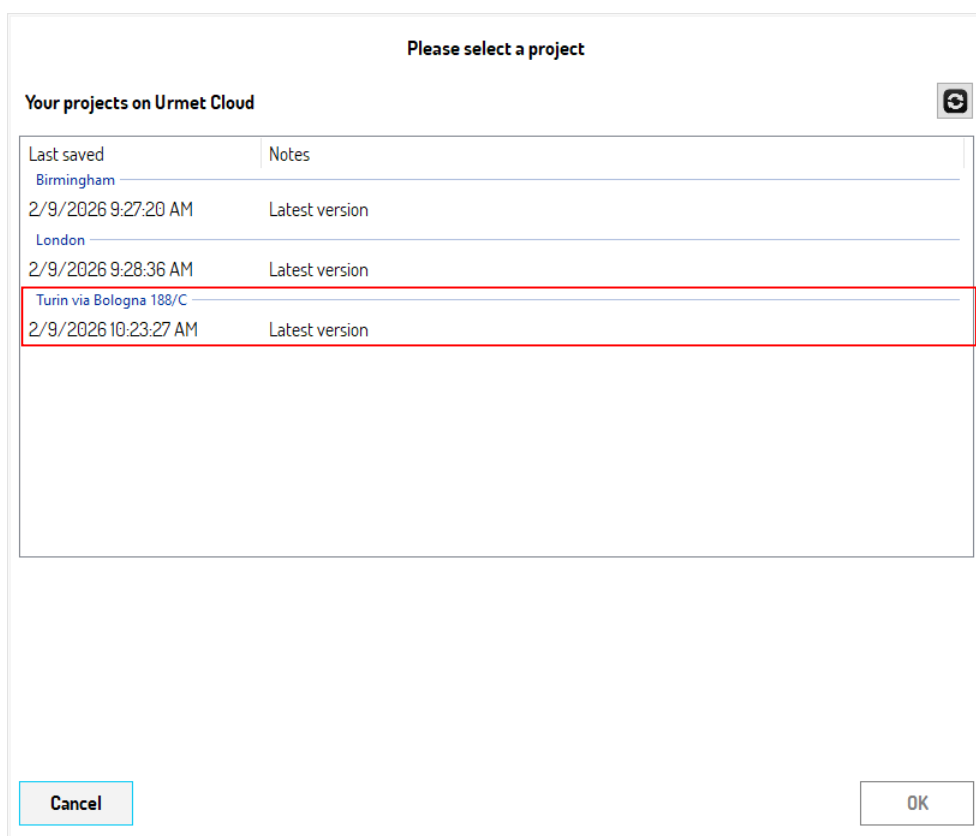 Please select a project
Your projects on Urmet Cloud
Last saved Notes
Birmingham
2/9/2026 9:27:20 AM Latest version
London
2/9/2026 9:28:36 AM Latest version
Turin via Bologna 188/C
2/9/2026 10:23:27 AM Latest version
Cancel OK